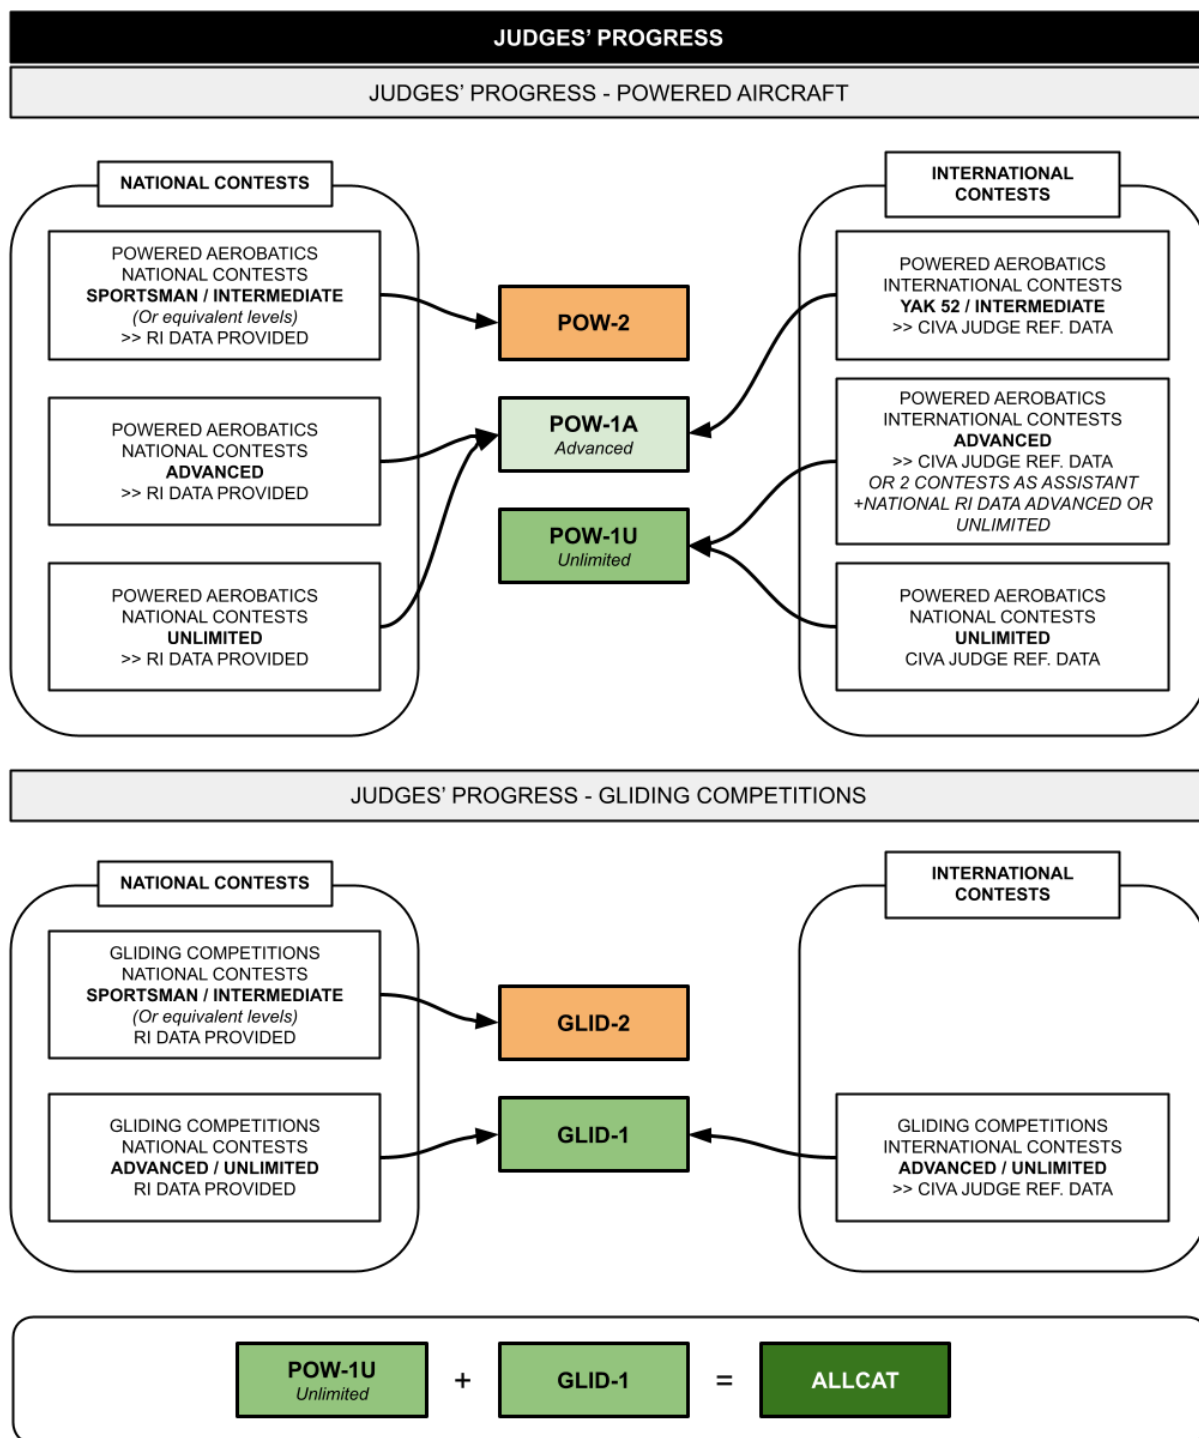 JUDGES' PROGRESS
JUDGES' PROGRESS - POWERED AIRCRAFT
NATIONAL CONTESTS
POWERED AEROBATICS
NATIONAL CONTESTS
SPORTSMAN / INTERMEDIATE
(Or equivalent levels)
>> RI DATA PROVIDED
POWERED AEROBATICS
NATIONAL CONTESTS
ADVANCED
>> RI DATA PROVIDED
POWERED AEROBATICS
NATIONAL CONTESTS
UNLIMITED
>> RI DATA PROVIDED
POW-2
POW-1A
Advanced
POW-1U
Unlimited
INTERNATIONAL
CONTESTS
POWERED AEROBATICS
INTERNATIONAL CONTESTS
YAK 52 / INTERMEDIATE
>> CIVA JUDGE REF. DATA
POWERED AEROBATICS
INTERNATIONAL CONTESTS
ADVANCED
>> CIVA JUDGE REF. DATA
OR 2 CONTESTS AS ASSISTANT
+NATIONAL RI DATA ADVANCED OR
UNLIMITED
POWERED AEROBATICS
NATIONAL CONTESTS
UNLIMITED
CIVA JUDGE REF. DATA
JUDGES' PROGRESS - GLIDING COMPETITIONS
NATIONAL CONTESTS
GLIDING COMPETITIONS
NATIONAL CONTESTS
SPORTSMAN / INTERMEDIATE
(Or equivalent levels)
RI DATA PROVIDED
GLIDING COMPETITIONS
NATIONAL CONTESTS
ADVANCED / UNLIMITED
RI DATA PROVIDED
GLID-2
GLID-1
INTERNATIONAL
CONTESTS
GLIDING COMPETITIONS
INTERNATIONAL CONTESTS
ADVANCED / UNLIMITED
>> CIVA JUDGE REF. DATA
POW-1U
Unlimited
+
GLID-1
=
ALLCAT